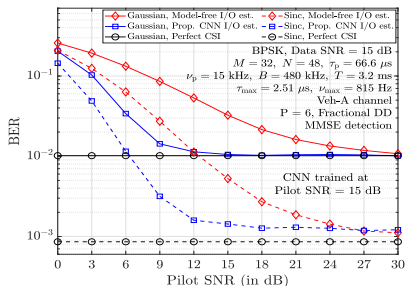 Gaussian, Model-free I/O est. Sinc, Model-free I/O est.
Gaussian, Prop. CNN I/O est. Sinc, Prop. CNN I/O est.
Gaussian, Perfect CSI Sinc, Perfect CSI
BPSK, Data SNR = 15 dB
M = 32, N = 48, τp = 66.6 μs
νp = 15 kHz, B = 480 kHz, T = 3.2 ms
τmax = 2.51 μs, νmax = 815 Hz
Veh-A channel
P = 6, Fractional DD
MMSE detection
CNN trained at
Pilot SNR = 15 dB
10⁻¹
10⁻²
10⁻³
BER
0 3 6 9 12 15 18 21 24 27 30
Pilot SNR (in dB)